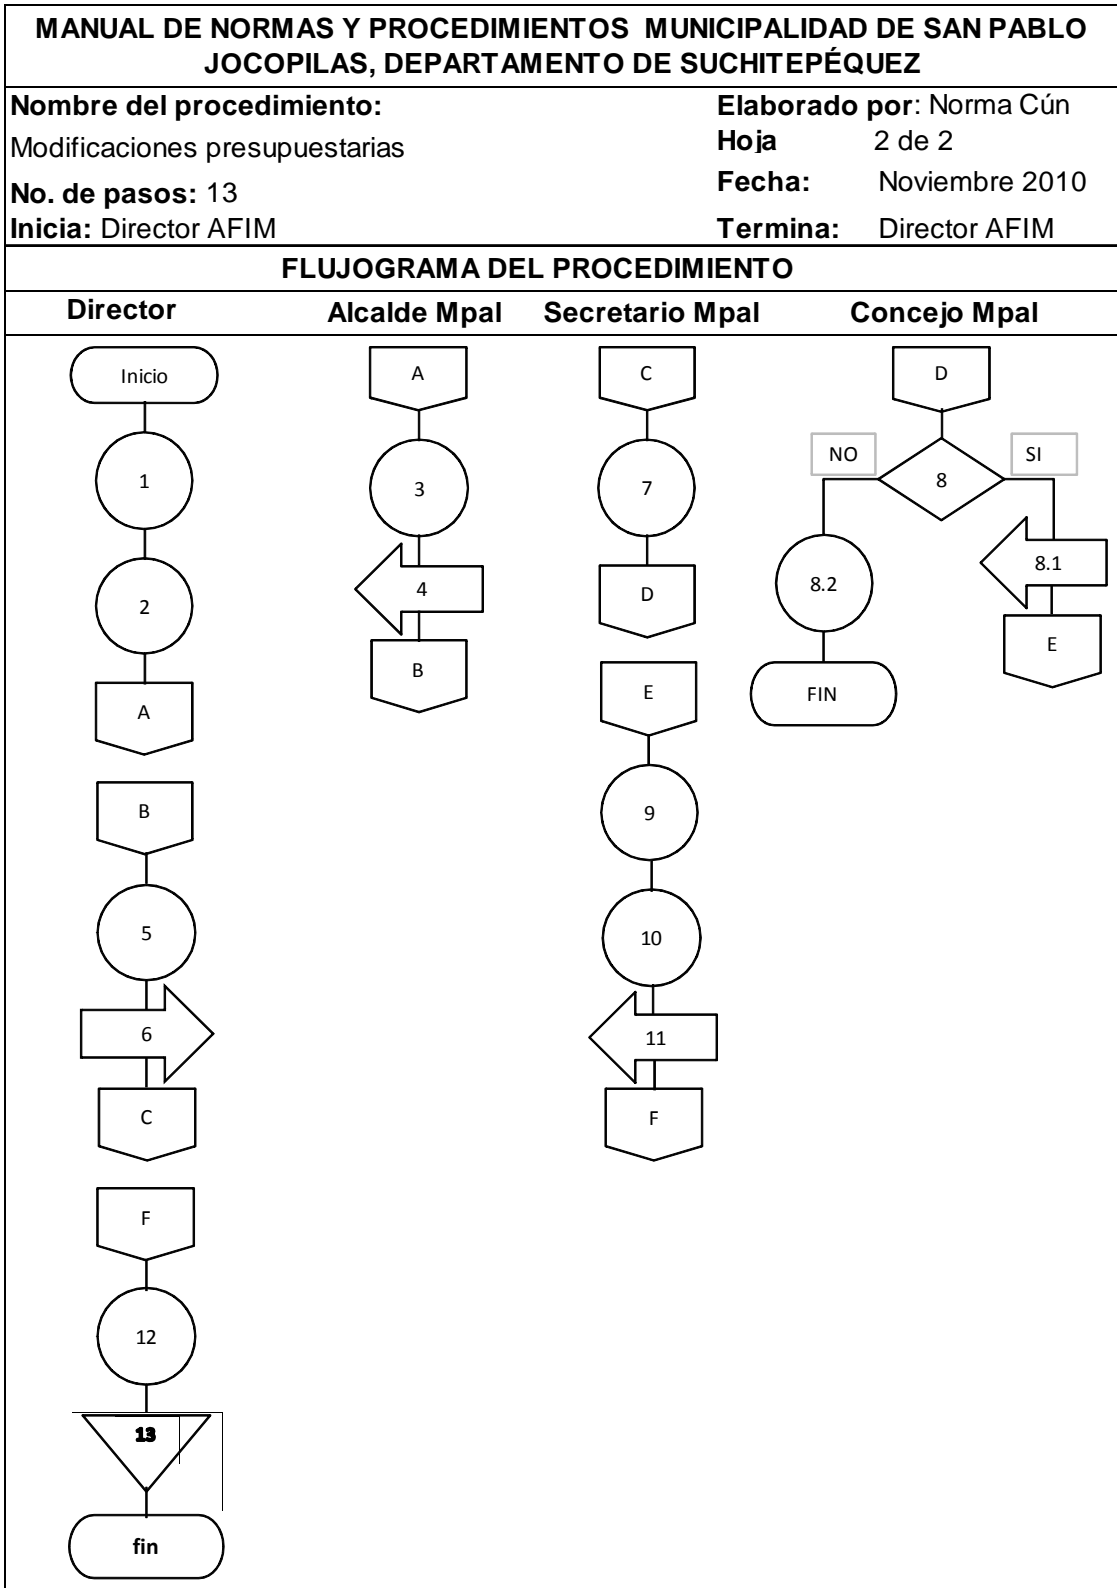 MANUAL DE NORMAS Y PROCEDIMIENTOS MUNICIPALIDAD DE SAN PABLO
JOCOPILAS, DEPARTAMENTO DE SUCHITEPÉQUEZ
Nombre del procedimiento:
Modificaciones presupuestarias
No. de pasos: 13
Inicia: Director AFIM
Elaborado por: Norma Cún
Hoja 2 de 2
Fecha: Noviembre 2010
Termina: Director AFIM
FLUJOGRAMA DEL PROCEDIMIENTO
Director Alcalde Mpal Secretario Mpal Concejo Mpal
Inicio
1
2
A
B
5
6
C
F
12
13
fin
A
3
4
B
C
7
D
E
9
10
11
F
D
NO
8
SI
8.2
8.1
FIN
E